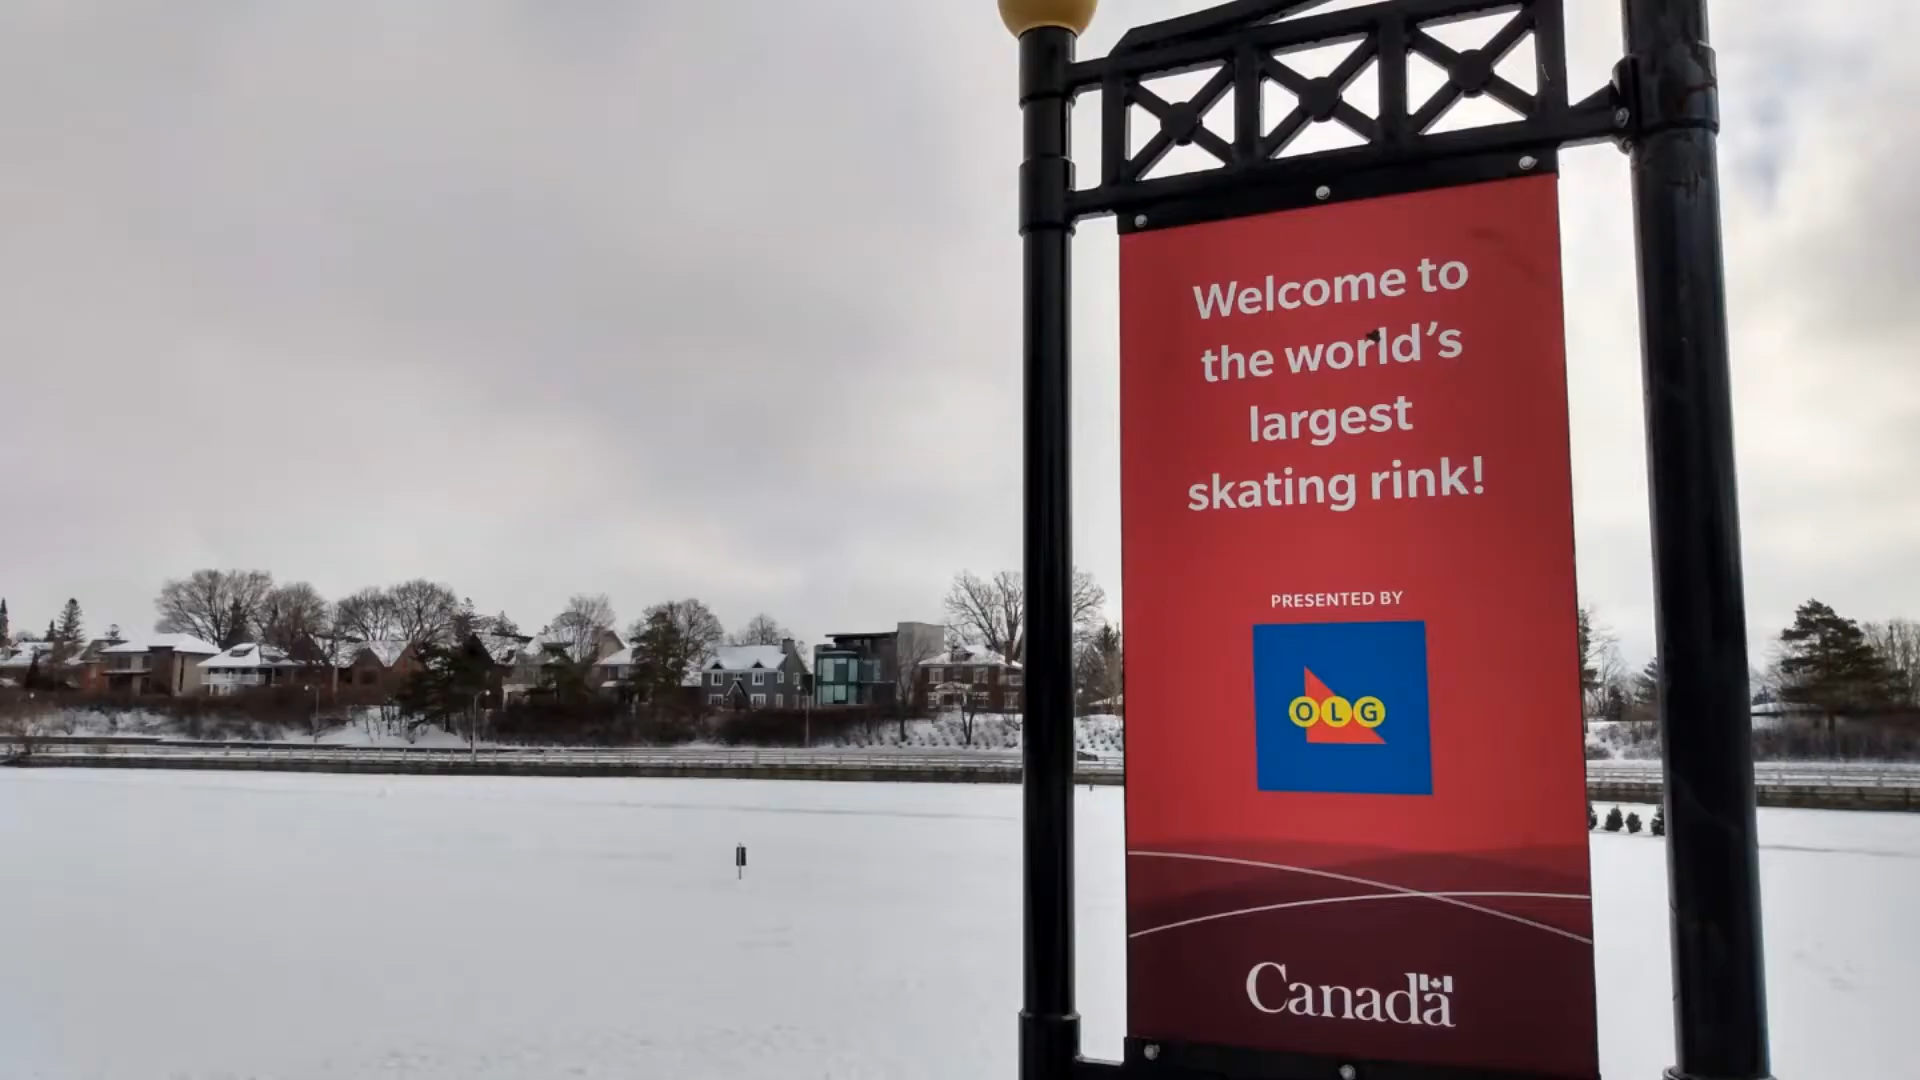 Welcome to
the world's
largest
skating rink!
PRESENTED BY
OLG
Canada